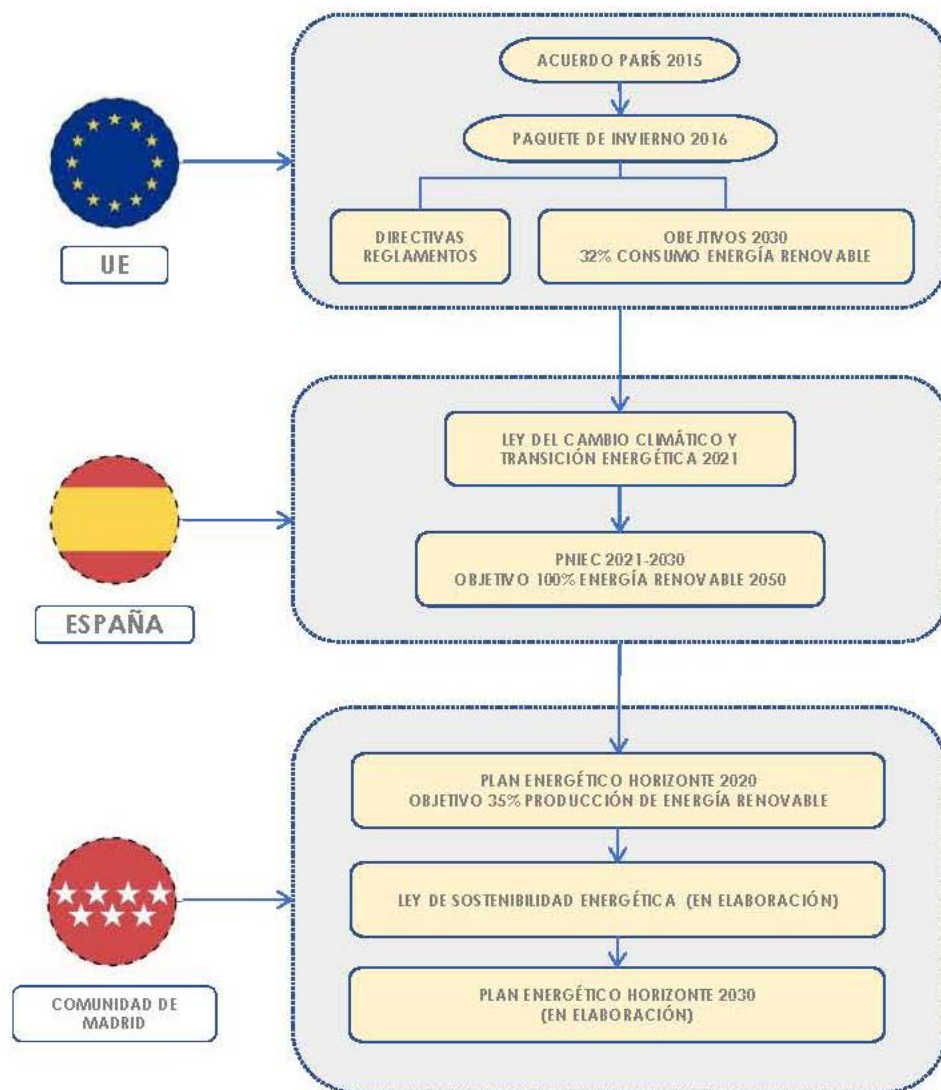 ACUERDO PARÍS 2015
PAQUETE DE INVIERNO 2016
DIRECTIVAS
REGLAMENTOS
OBEJTIVOS 2030
32% CONSUMO ENERGÍA RENOVABLE
UE
LEY DEL CAMBIO CLIMÁTICO Y
TRANSICIÓN ENERGÉTICA 2021
PNIEC 2021-2030
OBJETIVO 100% ENERGÍA RENOVABLE 2050
ESPAÑA
PLAN ENERGÉTICO HORIZONTE 2020
OBJETIVO 35% PRODUCCIÓN DE ENERGÍA RENOVABLE
LEY DE SOSTENIBILIDAD ENERGÉTICA (EN ELABORACIÓN)
PLAN ENERGÉTICO HORIZONTE 2030
(EN ELABORACIÓN)
COMUNIDAD DE
MADRID